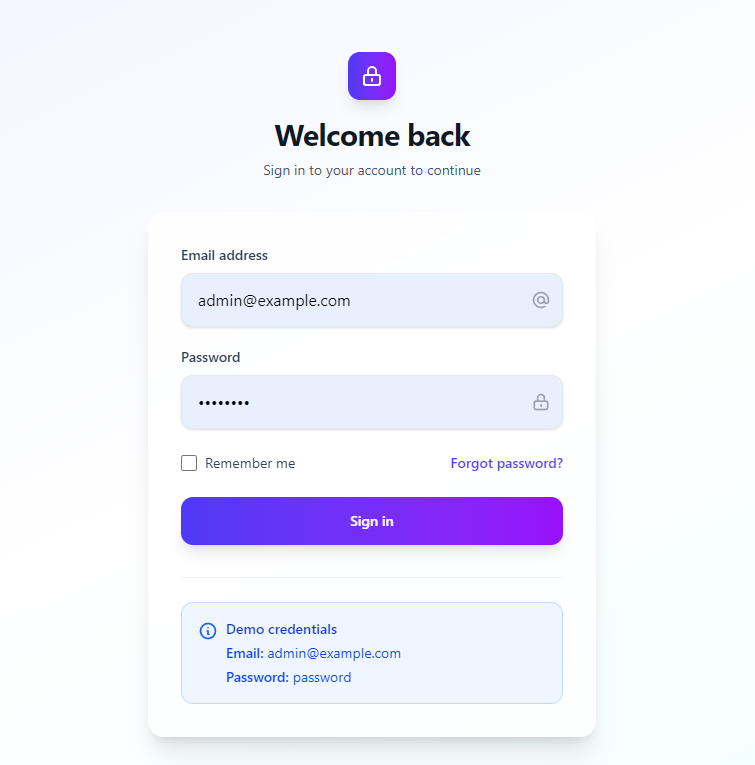 Welcome back
Sign in to your account to continue
Email address
admin@example.com
Password
••••••••
Remember me
Forgot password?
Sign in
Demo credentials
Email: admin@example.com
Password: password